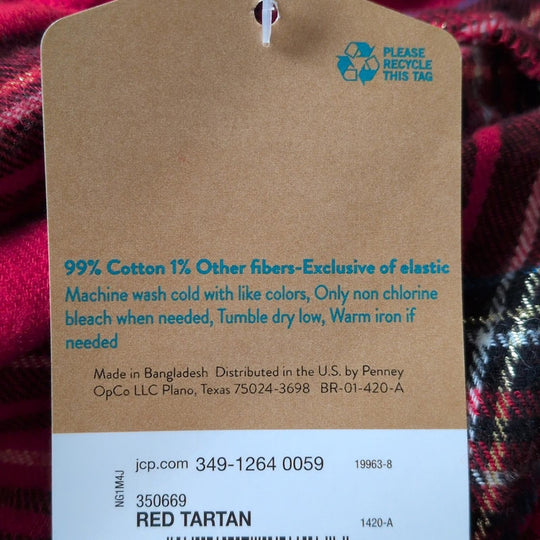 PLEASE
RECYCLE
THIS TAG
99% Cotton 1% Other fibers-Exclusive of elastic
Machine wash cold with like colors, Only non chlorine
bleach when needed, Tumble dry low, Warm iron if
needed
Made in Bangladesh Distributed in the U.S. by Penney
OpCo LLC Plano, Texas 75024-3698 BR-01-420-A
NG1M4J
jcp.com 349-1264 0059 19963-8
350669
RED TARTAN 1420-A